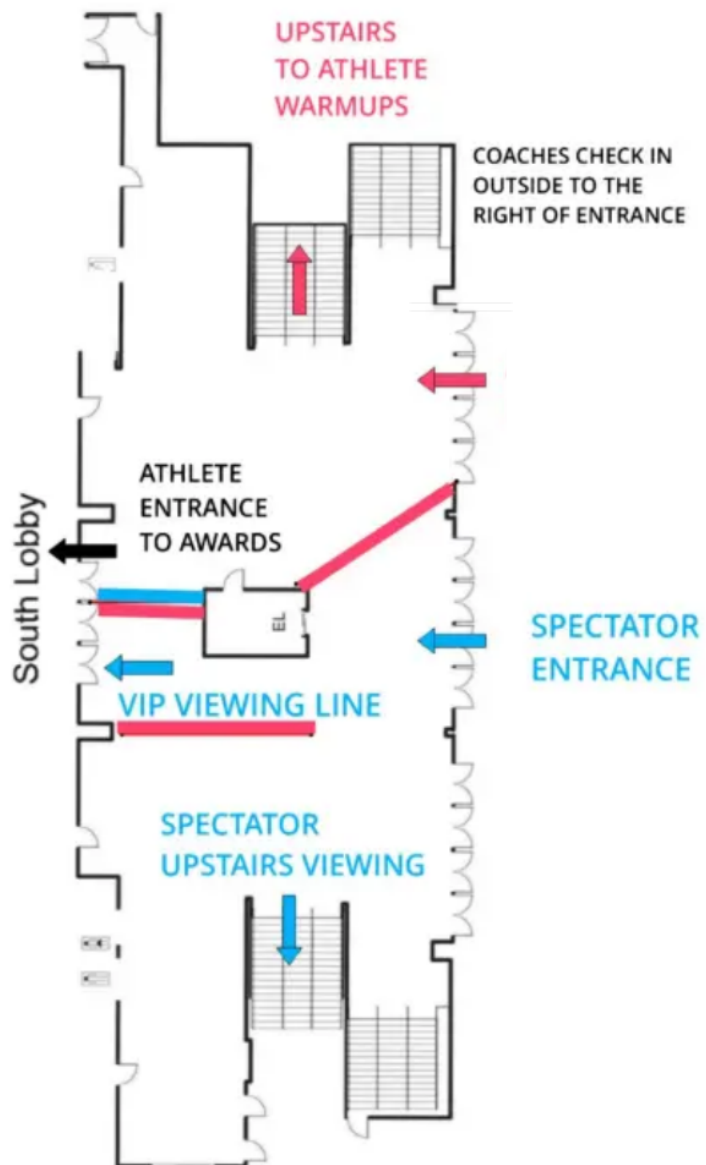 UPSTAIRS
TO ATHLETE
WARMUPS
COACHES CHECK IN
OUTSIDE TO THE
RIGHT OF ENTRANCE
ATHLETE
ENTRANCE
TO AWARDS
South Lobby
EL
SPECTATOR
ENTRANCE
VIP VIEWING LINE
SPECTATOR
UPSTAIRS VIEWING